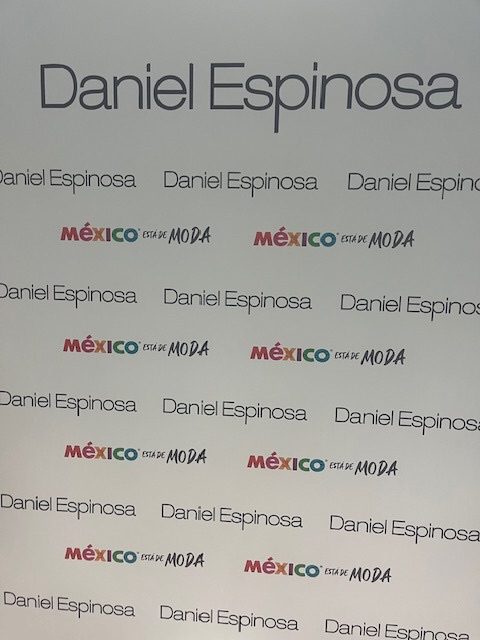 Daniel Espinosa
Daniel Espinosa Daniel Espinosa Daniel Espin
MéXICO ESTÁ DE MODA MéXICO ESTÁ DE MODA
Daniel Espinosa Daniel Espinosa Daniel Espinos
MéXICO ESTÁ DE MODA MéXICO ESTÁ DE MODA
Daniel Espinosa Daniel Espinosa Daniel Espinosa
MéXICO ESTÁ DE MODA MéXICO ESTÁ DE MODA
Daniel Espinosa Daniel Espinosa Daniel Espinosa
MéXICO ESTÁ DE MODA MéXICO ESTÁ DE MODA
Daniel Espinosa Daniel Espinosa Daniel Espinosa